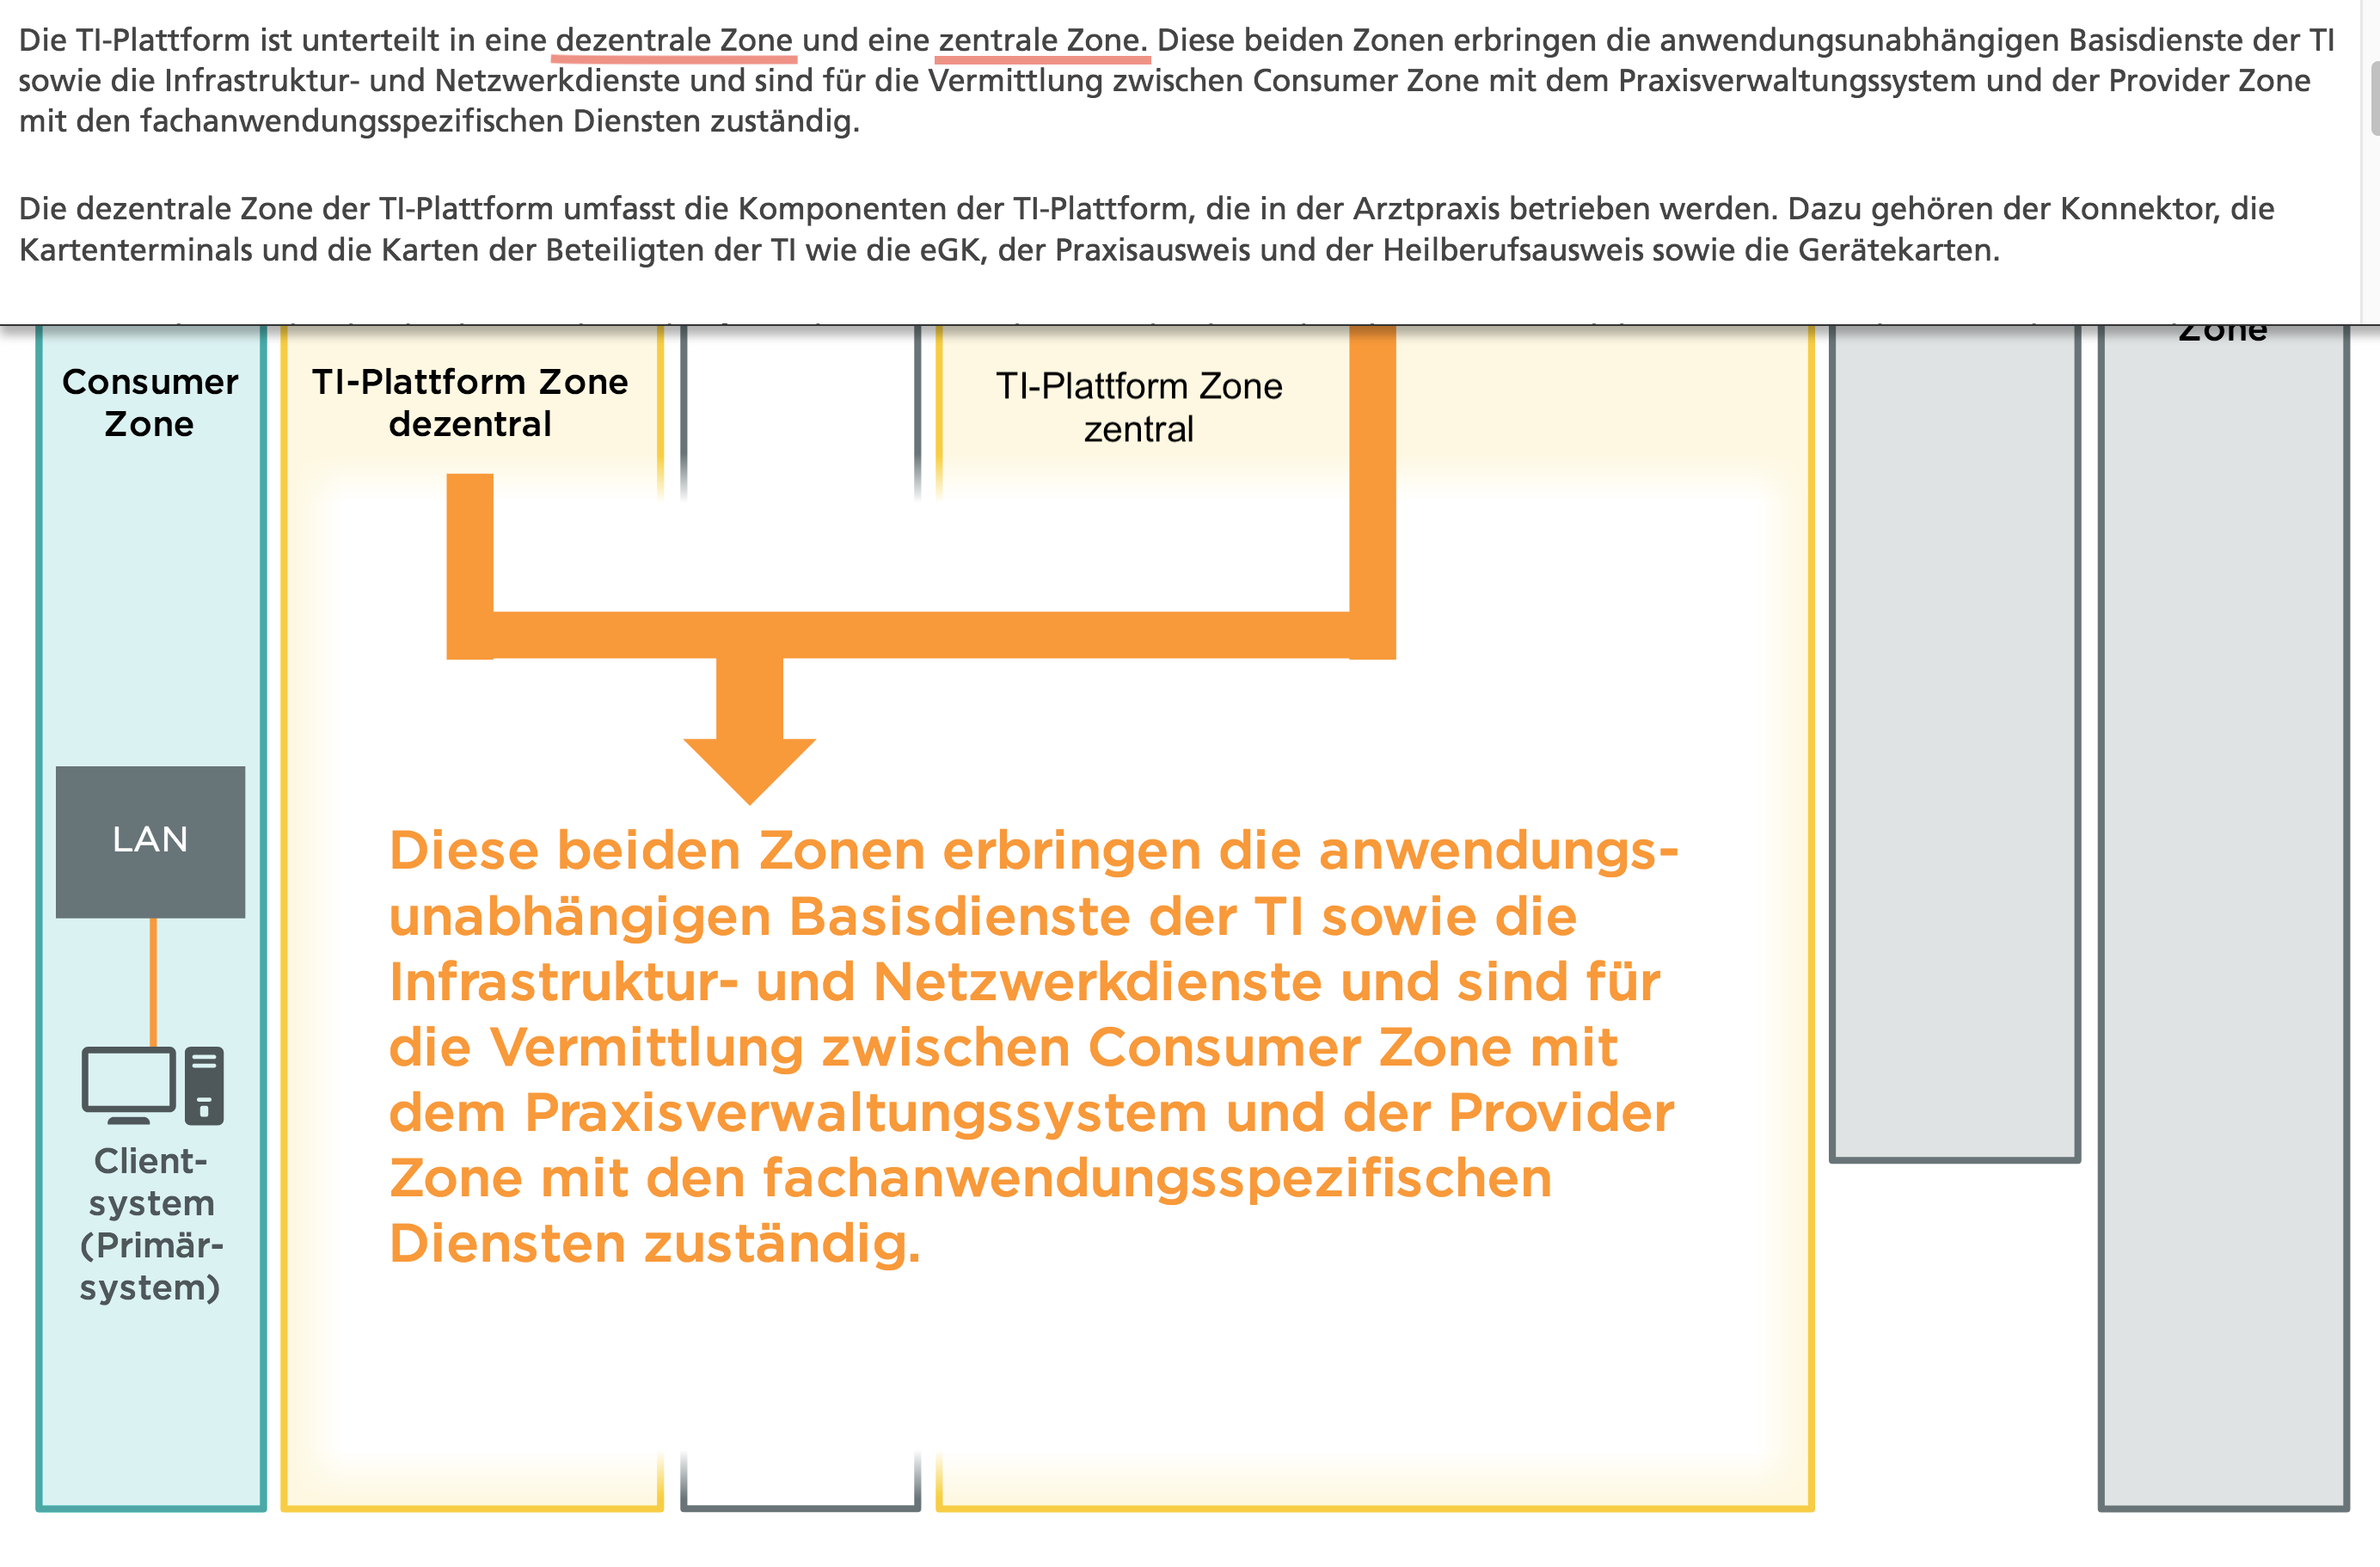 Die TI-Plattform ist unterteilt in eine dezentrale Zone und eine zentrale Zone. Diese beiden Zonen erbringen die anwendungsunabhängigen Basisdienste der TI
sowie die Infrastruktur- und Netzwerkdienste und sind für die Vermittlung zwischen Consumer Zone mit dem Praxisverwaltungssystem und der Provider Zone
mit den fachanwendungsspezifischen Diensten zuständig.
Die dezentrale Zone der TI-Plattform umfasst die Komponenten der TI-Plattform, die in der Arztpraxis betrieben werden. Dazu gehören der Konnektor, die
Kartenterminals und die Karten der Beteiligten der TI wie die eGK, der Praxisausweis und der Heilberufsausweis sowie die Gerätekarten.
Zone
Consumer
Zone
TI-Plattform Zone
dezentral
TI-Plattform Zone
zentral
LAN
Client-
system
(Primär-
system)
Diese beiden Zonen erbringen die anwendungs-
unabhängigen Basisdienste der TI sowie die
Infrastruktur- und Netzwerkdienste und sind für
die Vermittlung zwischen Consumer Zone mit
dem Praxisverwaltungssystem und der Provider
Zone mit den fachanwendungsspezifischen
Diensten zuständig.